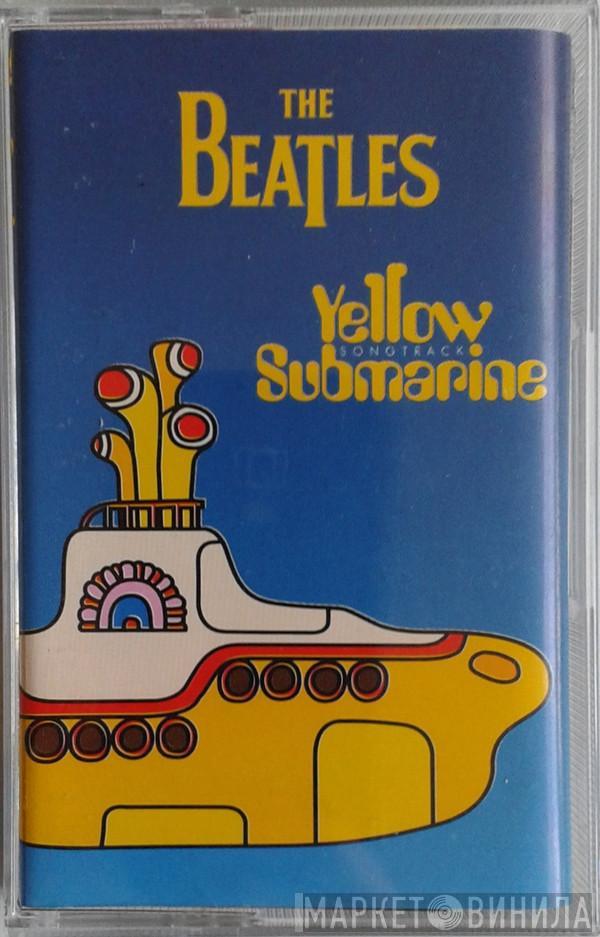 THE
BEATLES
Yellow
SONGTRACK
Submarine
МАРКЕТ ВИНИЛА